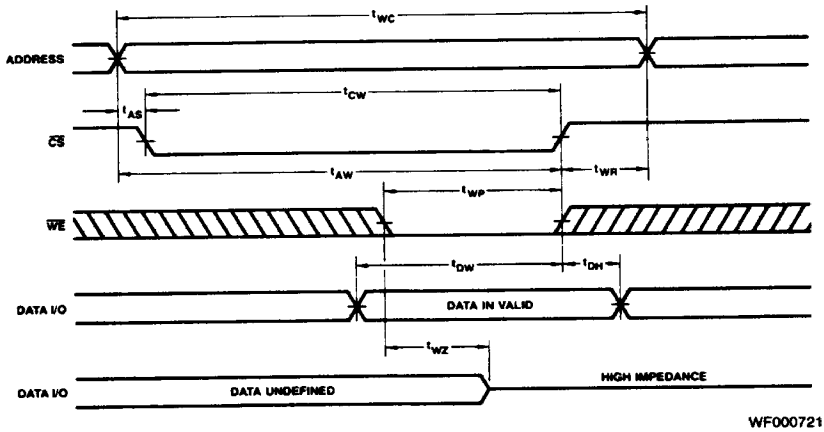 tWC
ADDRESS
tCW
tAS
CS
tAW
tWR
tWP
WE
tDW
tDH
DATA I/O
DATA IN VALID
tWZ
DATA I/O
DATA UNDEFINED
HIGH IMPEDANCE
WF000721